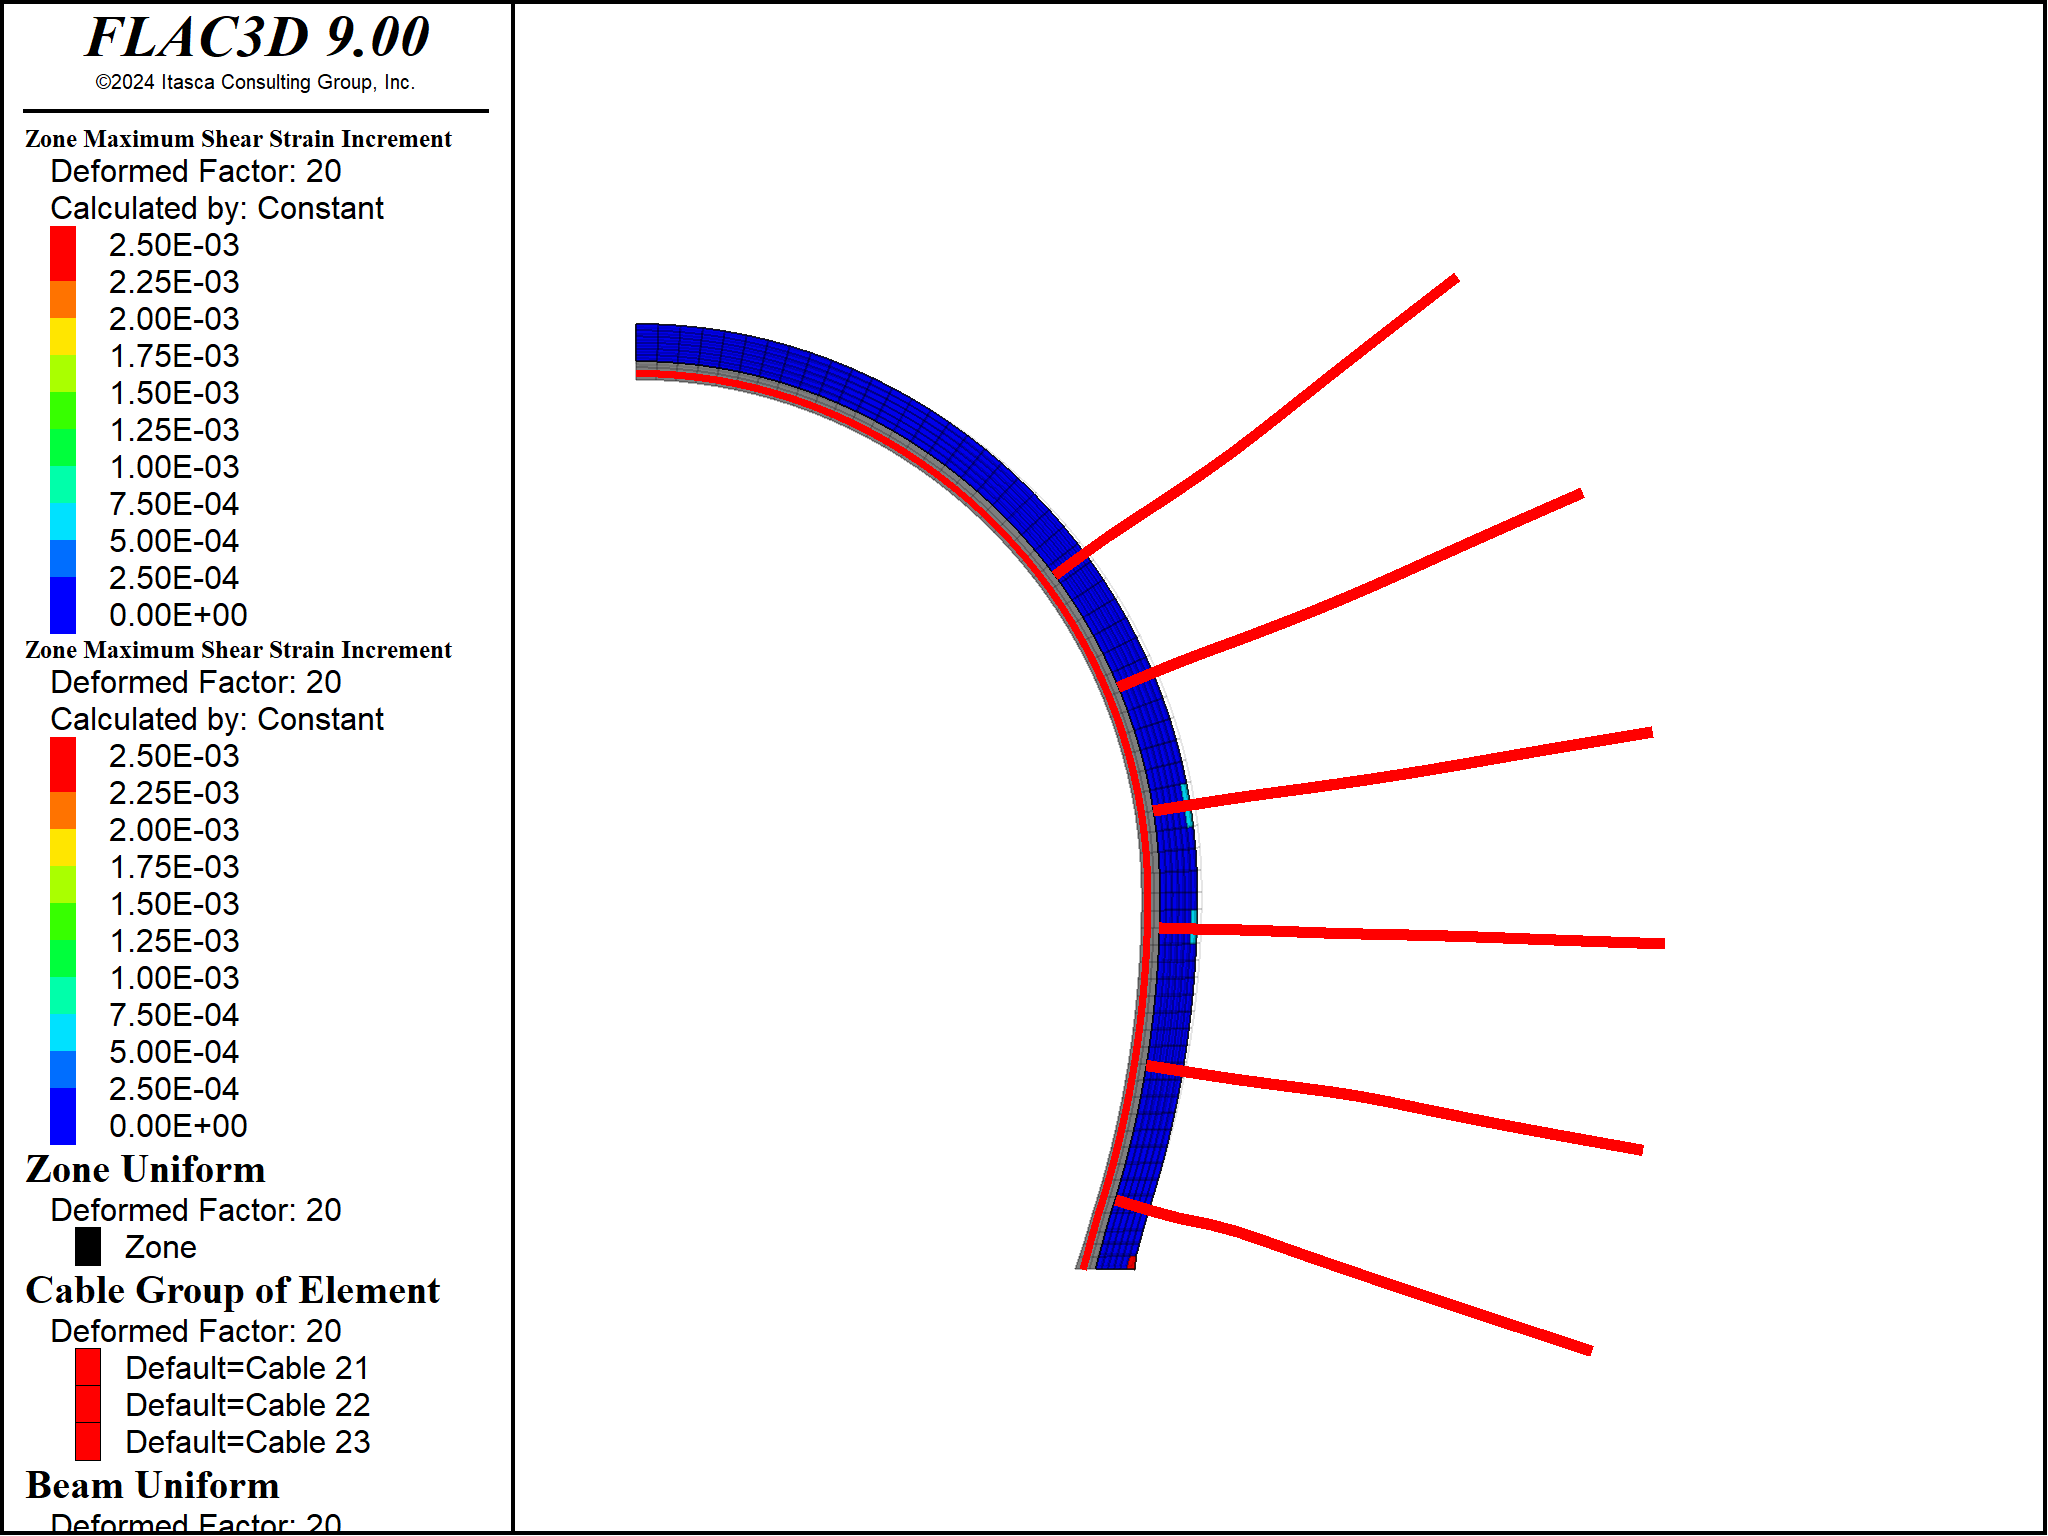 FLAC3D 9.00
©2024 Itasca Consulting Group, Inc.
Zone Maximum Shear Strain Increment
Deformed Factor: 20
Calculated by: Constant
2.50E-03
2.25E-03
2.00E-03
1.75E-03
1.50E-03
1.25E-03
1.00E-03
7.50E-04
5.00E-04
2.50E-04
0.00E+00
Zone Maximum Shear Strain Increment
Deformed Factor: 20
Calculated by: Constant
2.50E-03
2.25E-03
2.00E-03
1.75E-03
1.50E-03
1.25E-03
1.00E-03
7.50E-04
5.00E-04
2.50E-04
0.00E+00
Zone Uniform
Deformed Factor: 20
Zone
Cable Group of Element
Deformed Factor: 20
Default=Cable 21
Default=Cable 22
Default=Cable 23
Beam Uniform
Deformed Factor: 20